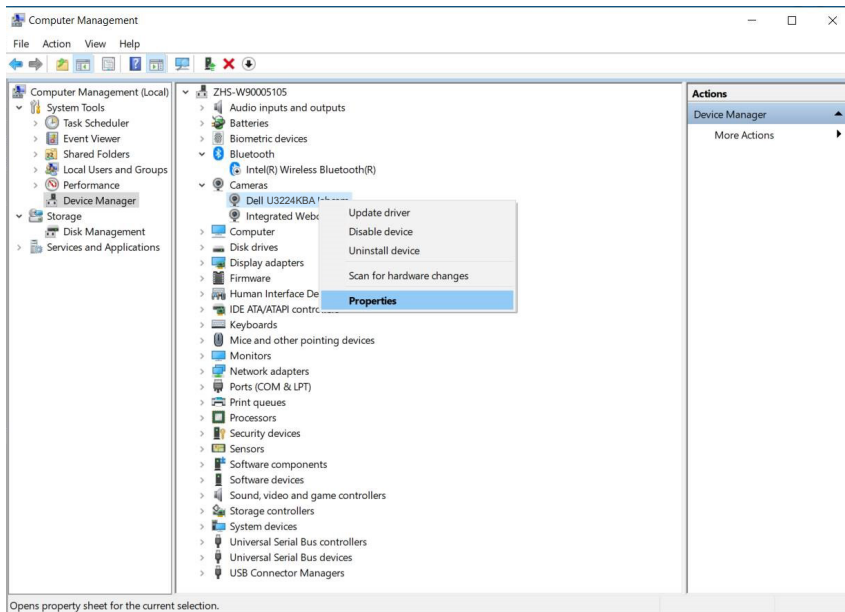 Computer Management
File Action View Help
Computer Management (Local)
System Tools
Task Scheduler
Event Viewer
Shared Folders
Local Users and Groups
Performance
Device Manager
Storage
Disk Management
Services and Applications
ZHS-W90005105
Audio inputs and outputs
Batteries
Biometric devices
Bluetooth
Intel(R) Wireless Bluetooth(R)
Cameras
Dell U3224KBA
Integrated
Computer
Disk drives
Display adapters
Firmware
Human Interface
IDE ATA/ATAPI
Keyboards
Mice and other pointing devices
Monitors
Network adapters
Ports (COM & LPT)
Print queues
Processors
Security devices
Sensors
Software components
Software devices
Sound, video and game controllers
Storage controllers
System devices
Universal Serial Bus controllers
Universal Serial Bus devices
USB Connector Managers
Update driver
Disable device
Uninstall device
Scan for hardware changes
Properties
Actions
Device Manager
More Actions
Opens property sheet for the current selection.